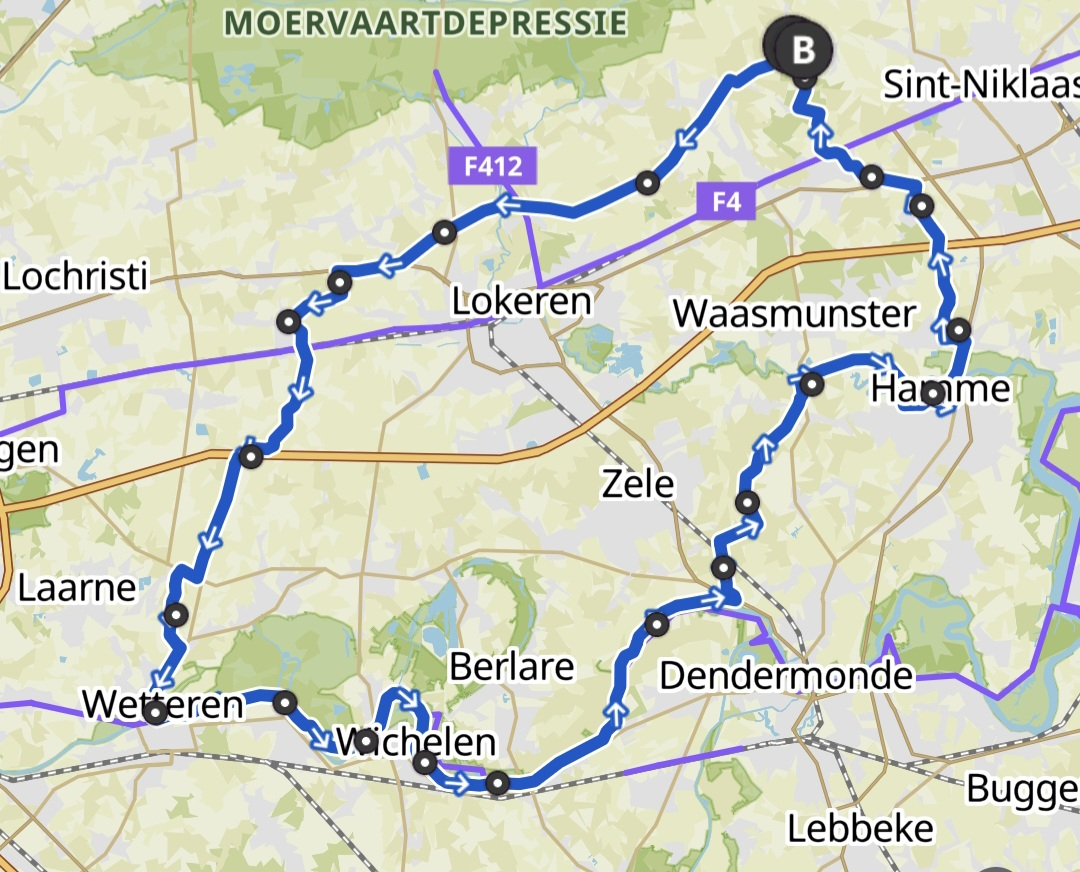 MOERVAARTDEPRESSIE
B
Sint-Niklaas
F412
F4
Lochristi
Lokeren
Waasmunster
Hamme
gen
Zele
Laarne
Berlare
Dendermonde
Wetteren
Wichelen
Bugge
Lebbeke